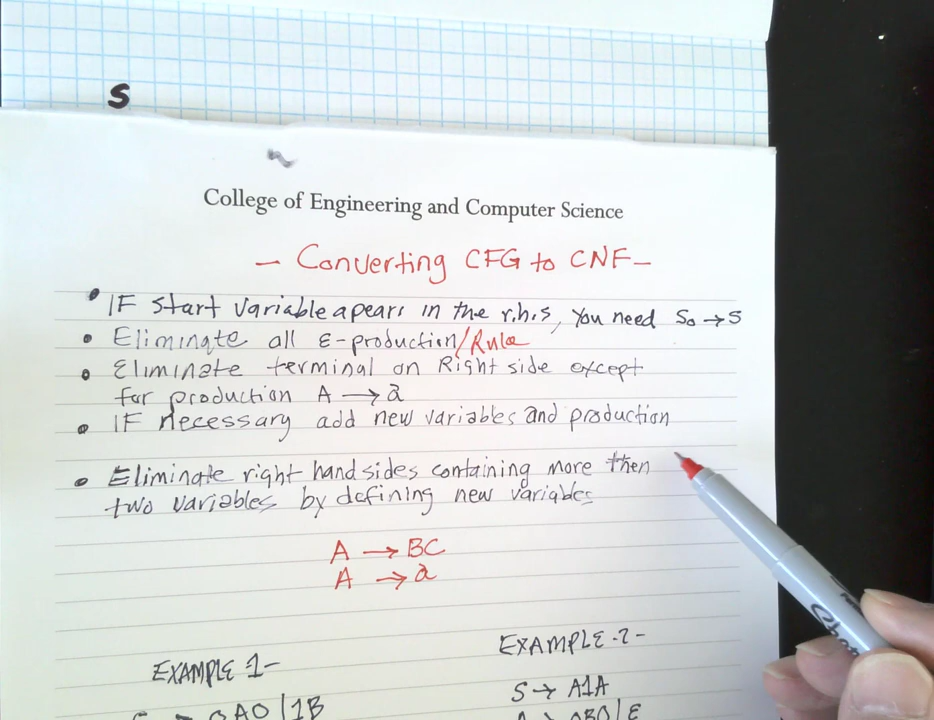 S
College of Engineering and Computer Science
- Converting CFG to CNF -
• IF start variable apears in the r.h.s, You need S₀ → S
• Eliminate all ε-production/Rule
• Eliminate terminal on Right side except
for production A → a
• IF necessary add new variables and production
• Eliminate right hand sides containing more then
two variables by defining new variables
A → BC
A → a
EXAMPLE 1-
EXAMPLE-2-
S → A1A
0A0 | 1B
0B0 | ε